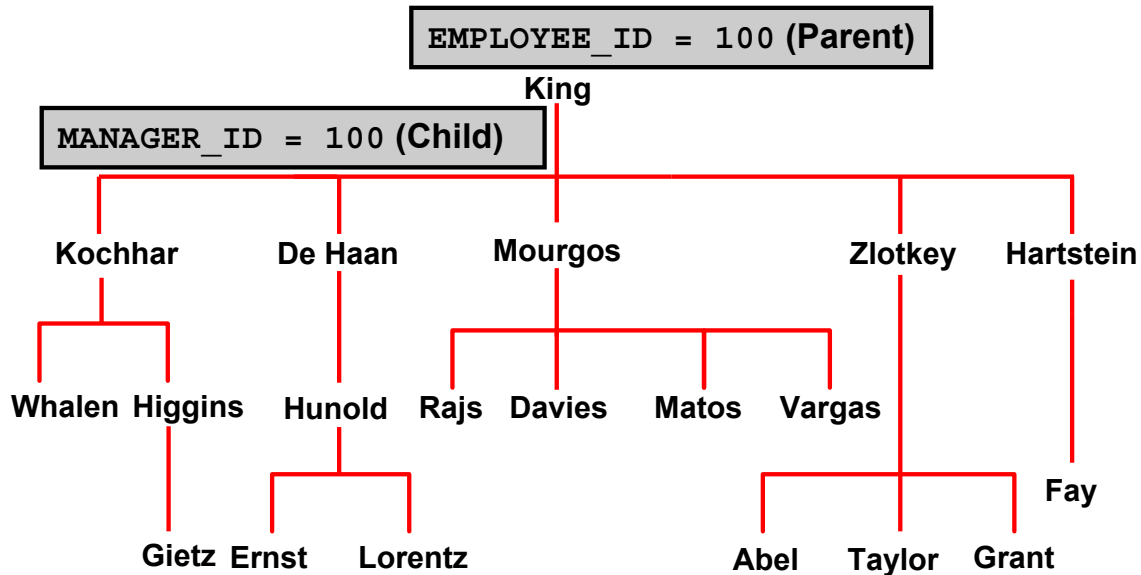 EMPLOYEE_ID = 100 (Parent)
King
MANAGER_ID = 100 (Child)
Kochhar De Haan Mourgos Zlotkey Hartstein
Whalen Higgins Hunold Rajs Davies Matos Vargas
Fay
Gietz Ernst Lorentz Abel Taylor Grant